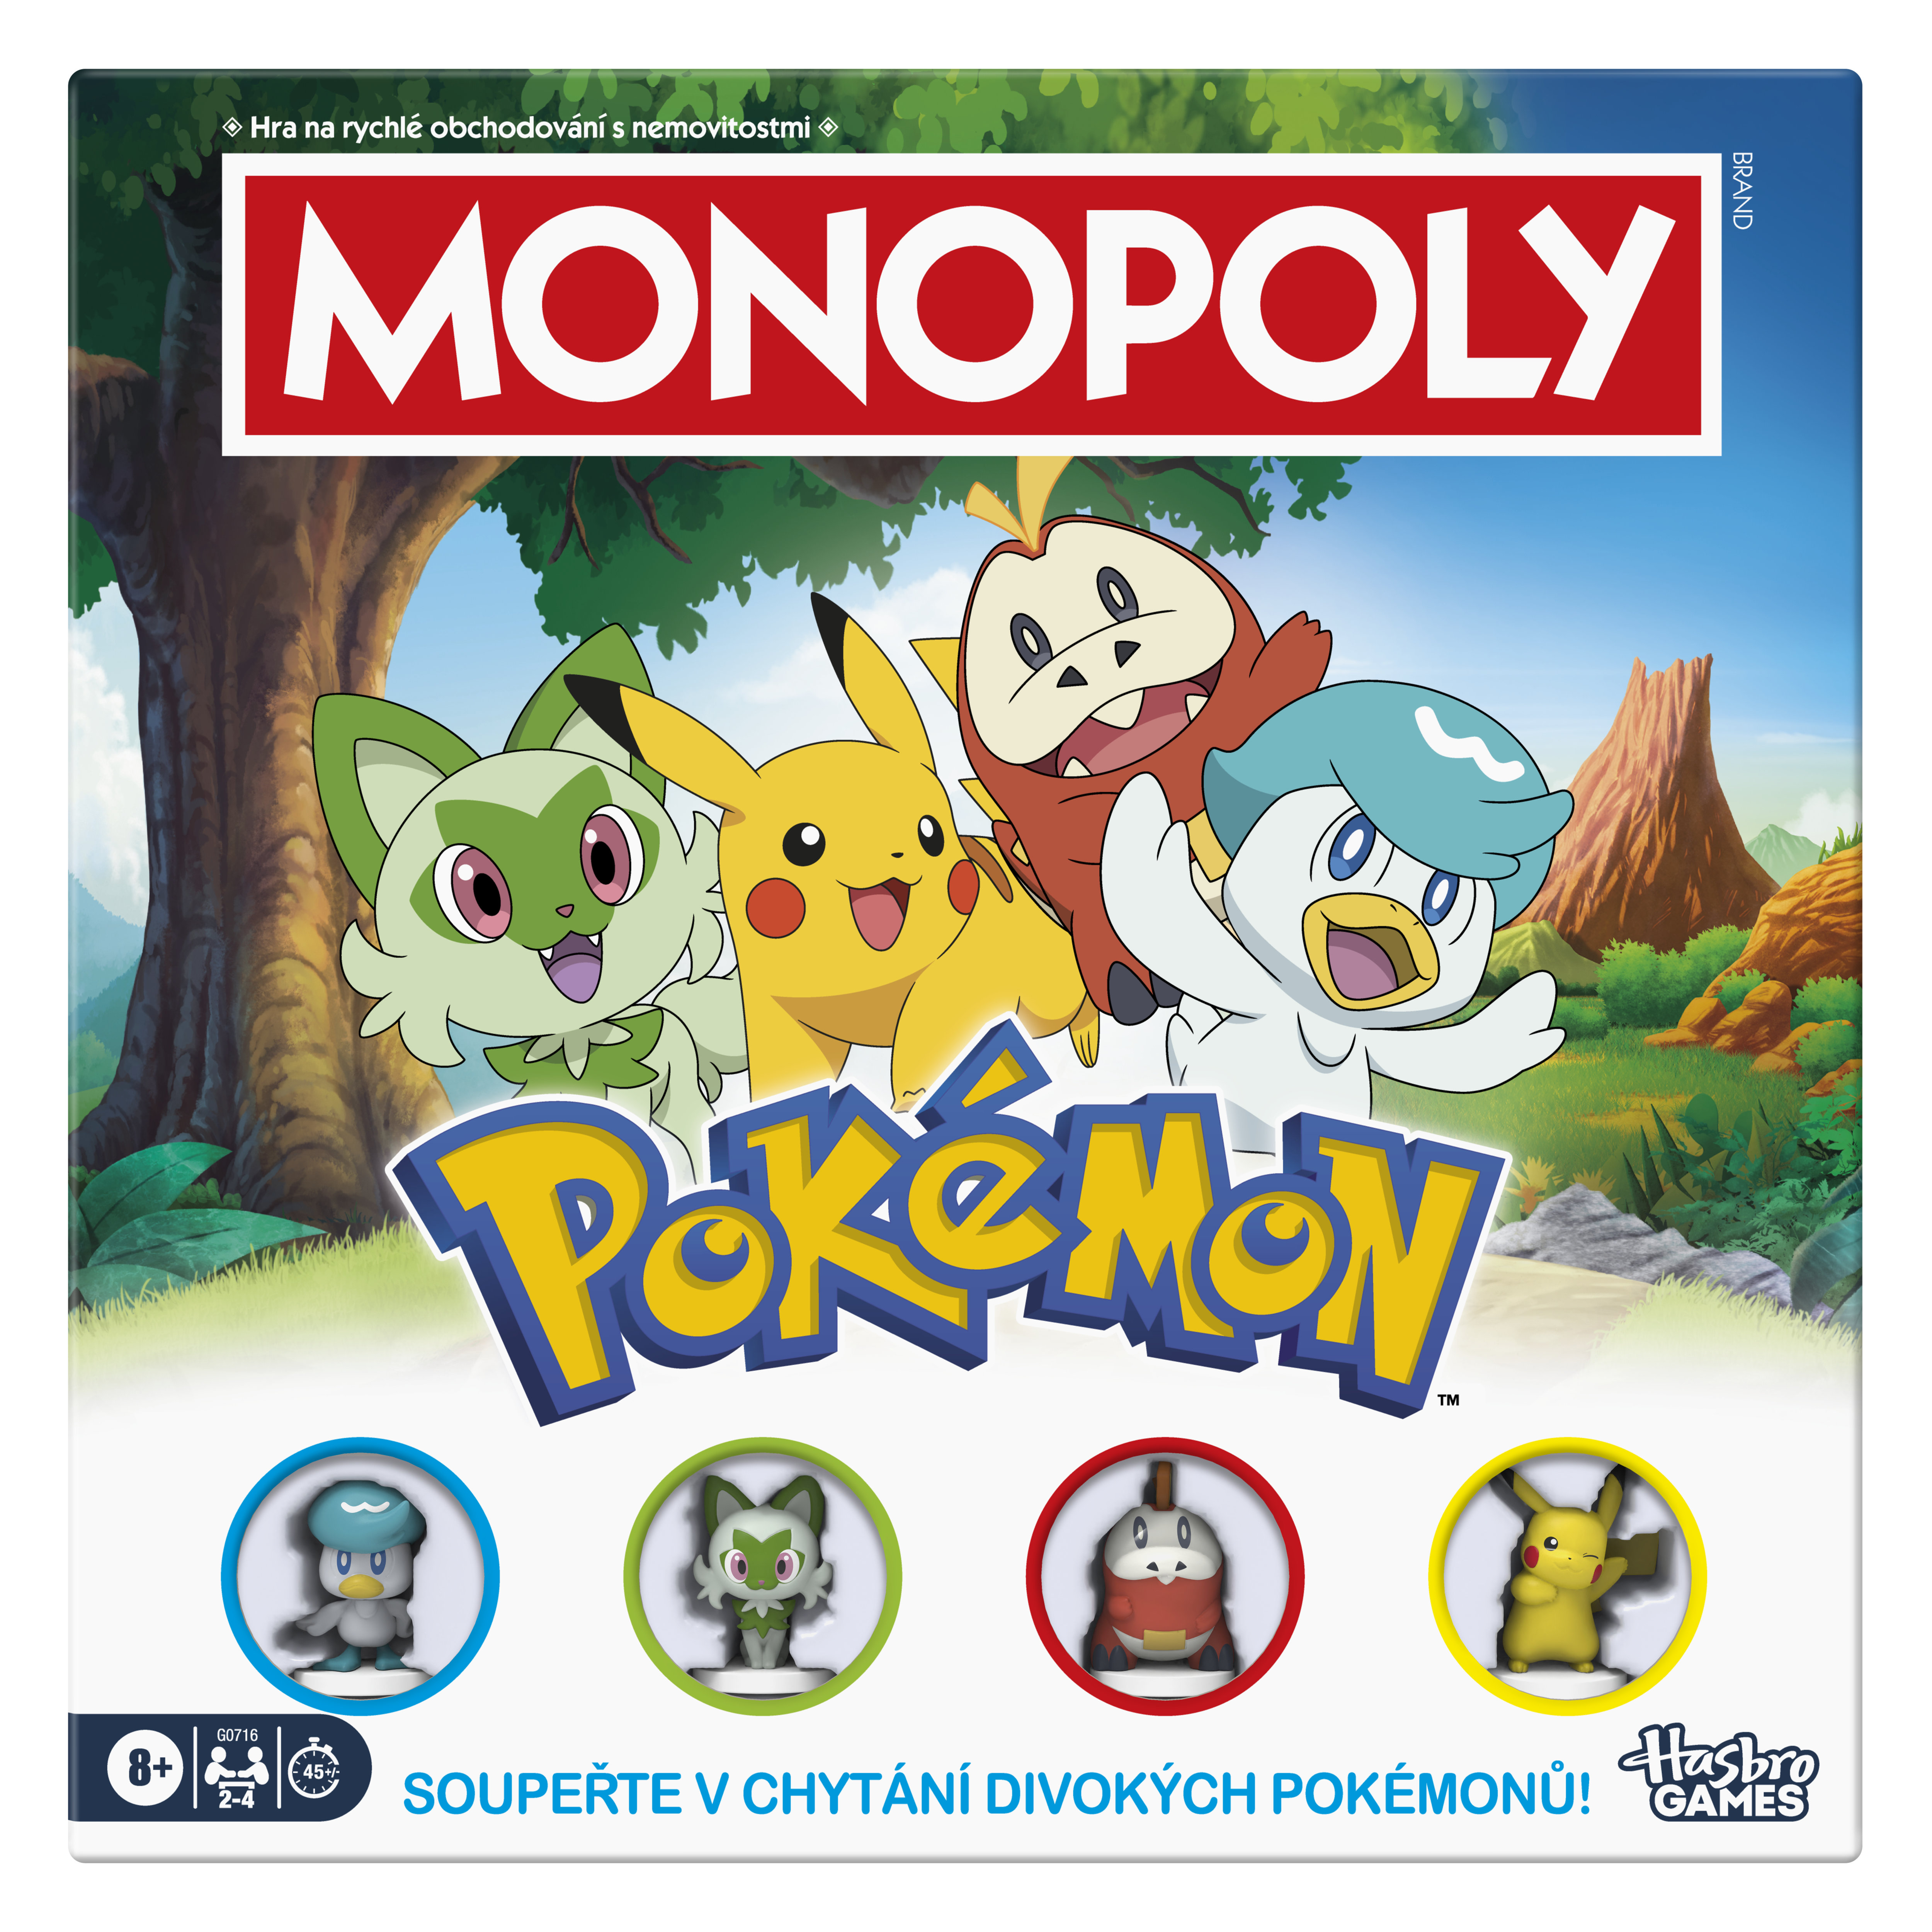 Hra na rychlé obchodování s nemovitostmi
MONOPOLY
BRAND
POKéMON
TM
8+
G0716
2-4
45+/-
SOUPEŘTE V CHYTÁNÍ DIVOKÝCH POKÉMONŮ!
Hasbro
GAMES